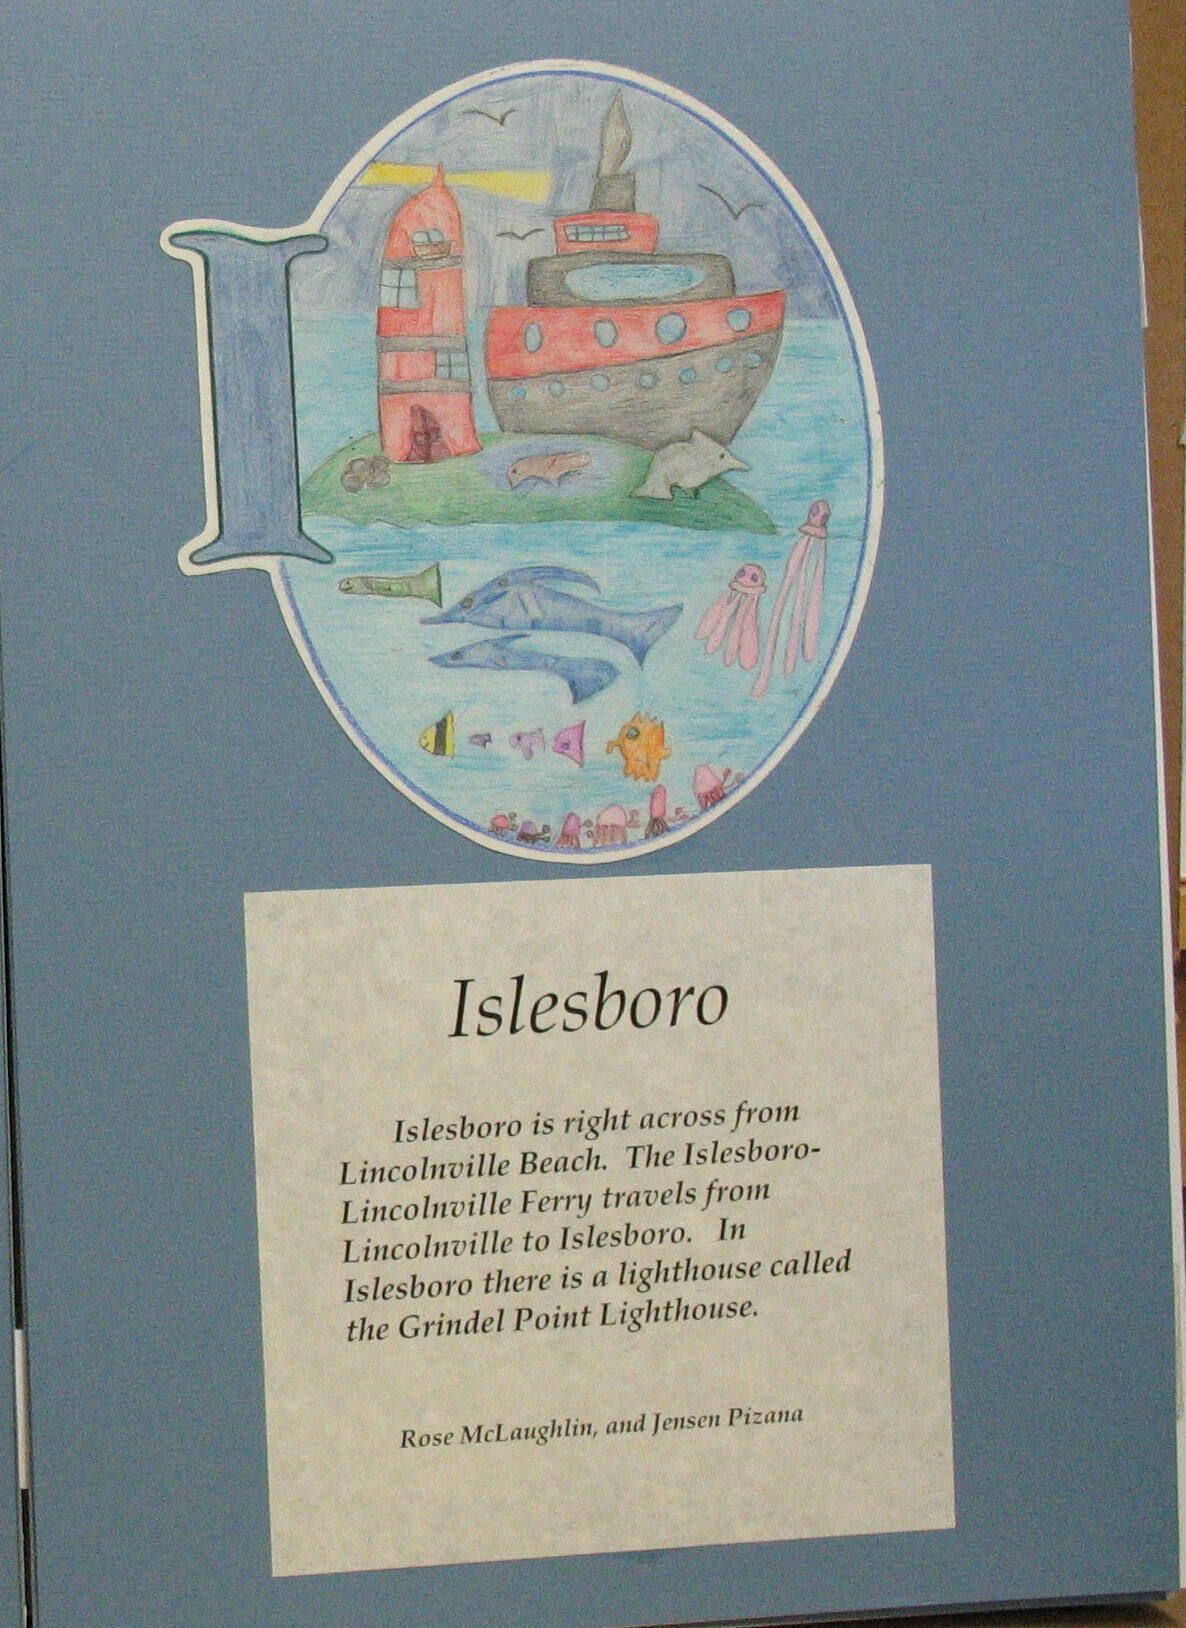 I
Islesboro
Islesboro is right across from
Lincolnville Beach. The Islesboro-
Lincolnville Ferry travels from
Lincolnville to Islesboro. In
Islesboro there is a lighthouse called
the Grindel Point Lighthouse.
Rose McLaughlin, and Jensen Pizana